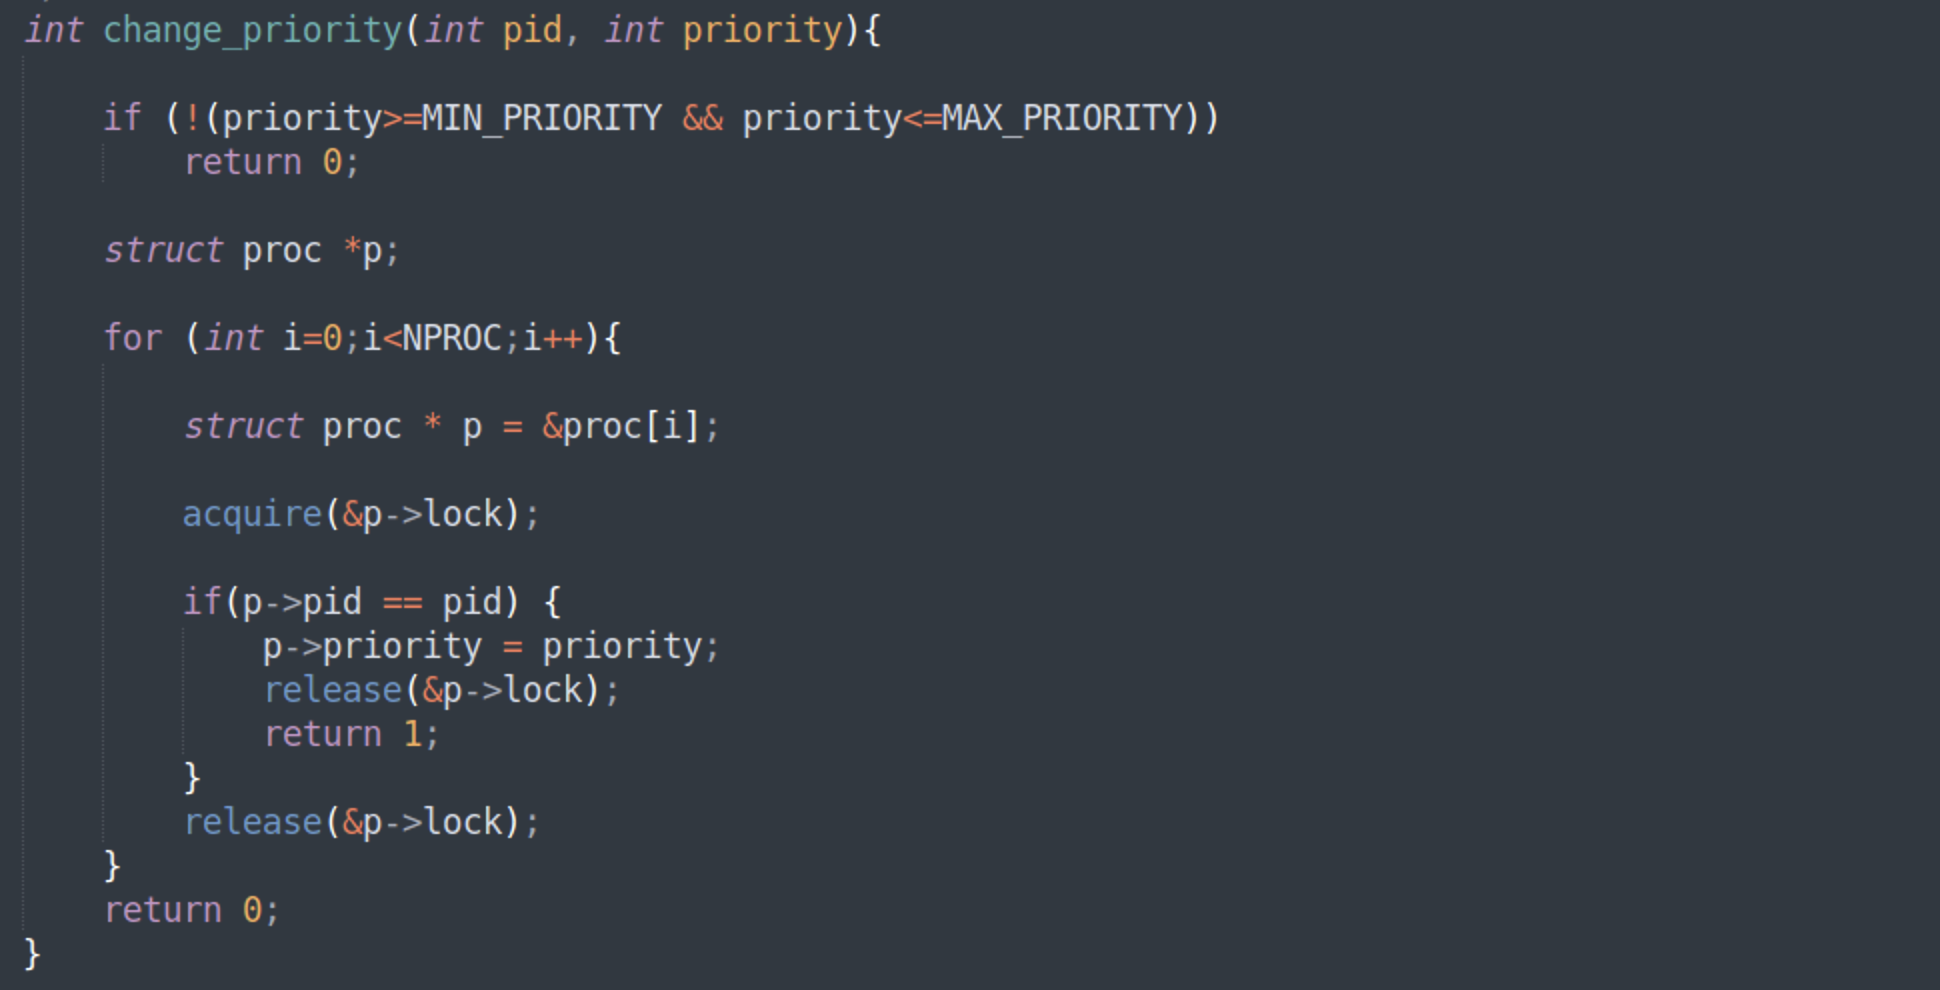 int change_priority(int pid, int priority){
if (!(priority>=MIN_PRIORITY && priority<=MAX_PRIORITY))
return 0;
struct proc *p;
for (int i=0;i<NPROC;i++){
struct proc * p = &proc[i];
acquire(&p->lock);
if(p->pid == pid) {
p->priority = priority;
release(&p->lock);
return 1;
}
release(&p->lock);
}
return 0;
}